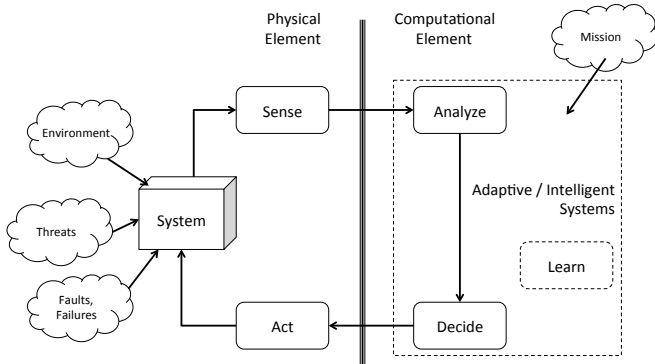 Physical
Element
Computational
Element
Mission
Sense
Analyze
Environment
System
Adaptive / Intelligent
Systems
Threats
Learn
Faults,
Failures
Act
Decide